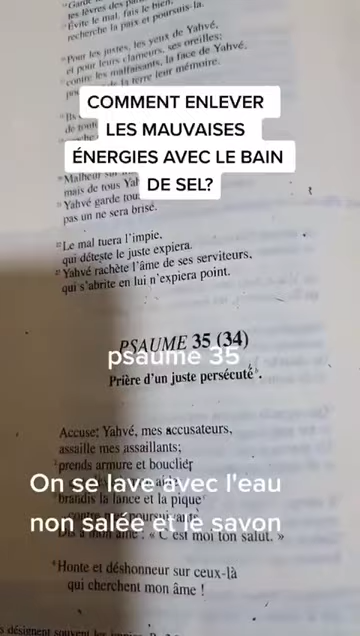 les lèvres des
Évite le mal, fais le bien,
recherche la paix et poursuis-la.
Pour les justes, les yeux de Yahvé,
et pour leurs clameurs, ses oreilles;
contre les malfaisants, la face de Yahvé,
la terre leur mémoire.
COMMENT ENLEVER
LES MAUVAISES
ÉNERGIES AVEC LE BAIN
DE SEL?
de
Malheur
mais de tous
Yahvé garde
pas un ne sera brisé.
Le mal tuera l'impie,
qui déteste le juste expiera.
Yahvé rachète l'âme de ses serviteurs,
qui s'abrite en lui n'expiera point.
PSAUME 35 (34)
psaume 35
Prière d'un juste persécuté.
Accuse, Yahvé, mes accusateurs,
assaille mes assaillants;
prends armure et bouclier
On se lave avec l'eau
brandis la lance et la pique
non salée et le savon
Dis à mon âme: « C'est moi ton salut. »
Honte et déshonneur sur ceux-là
qui cherchent mon âme !
désignent souvent les